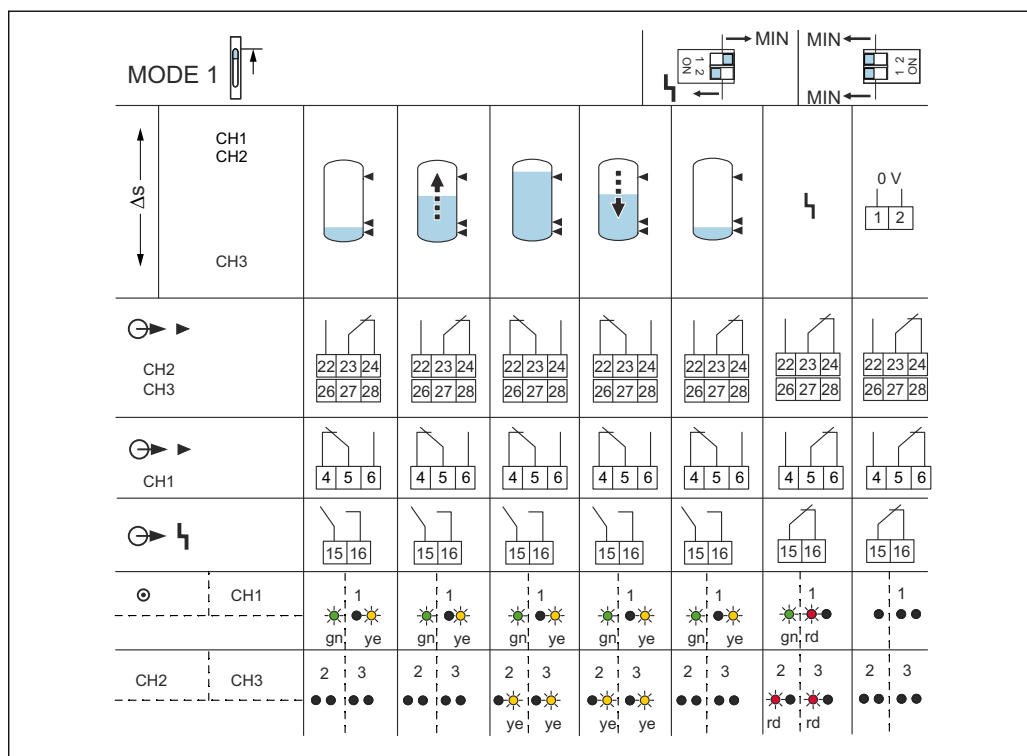 MODE 1
MIN
MIN
ON
1 2
1 2
ON
MIN
Δs
CH1
CH2
CH3
0 V
1 2
CH2
CH3
22 23 24 22 23 24 22 23 24 22 23 24 22 23 24 22 23 24 22 23 24
26 27 28 26 27 28 26 27 28 26 27 28 26 27 28 26 27 28 26 27 28
CH1
4 5 6 4 5 6 4 5 6 4 5 6 4 5 6 4 5 6 4 5 6
15 16 15 16 15 16 15 16 15 16 15 16 15 16
CH1
1 1 1 1 1 1 1
gn ye gn ye gn ye gn ye gn ye gn rd
CH2 CH3
2 3 2 3 2 3 2 3 2 3 2 3 2 3
ye ye ye ye rd rd